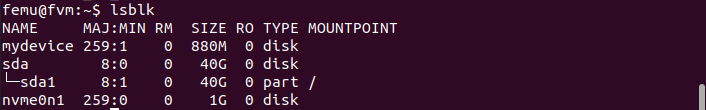 femu@fvm:~$ lsblk
NAME     MAJ:MIN RM  SIZE RO TYPE MOUNTPOINT
mydevice 259:1    0  880M  0 disk
sda        8:0    0   40G  0 disk
└─sda1     8:1    0   40G  0 part /
nvme0n1  259:0    0    1G  0 disk